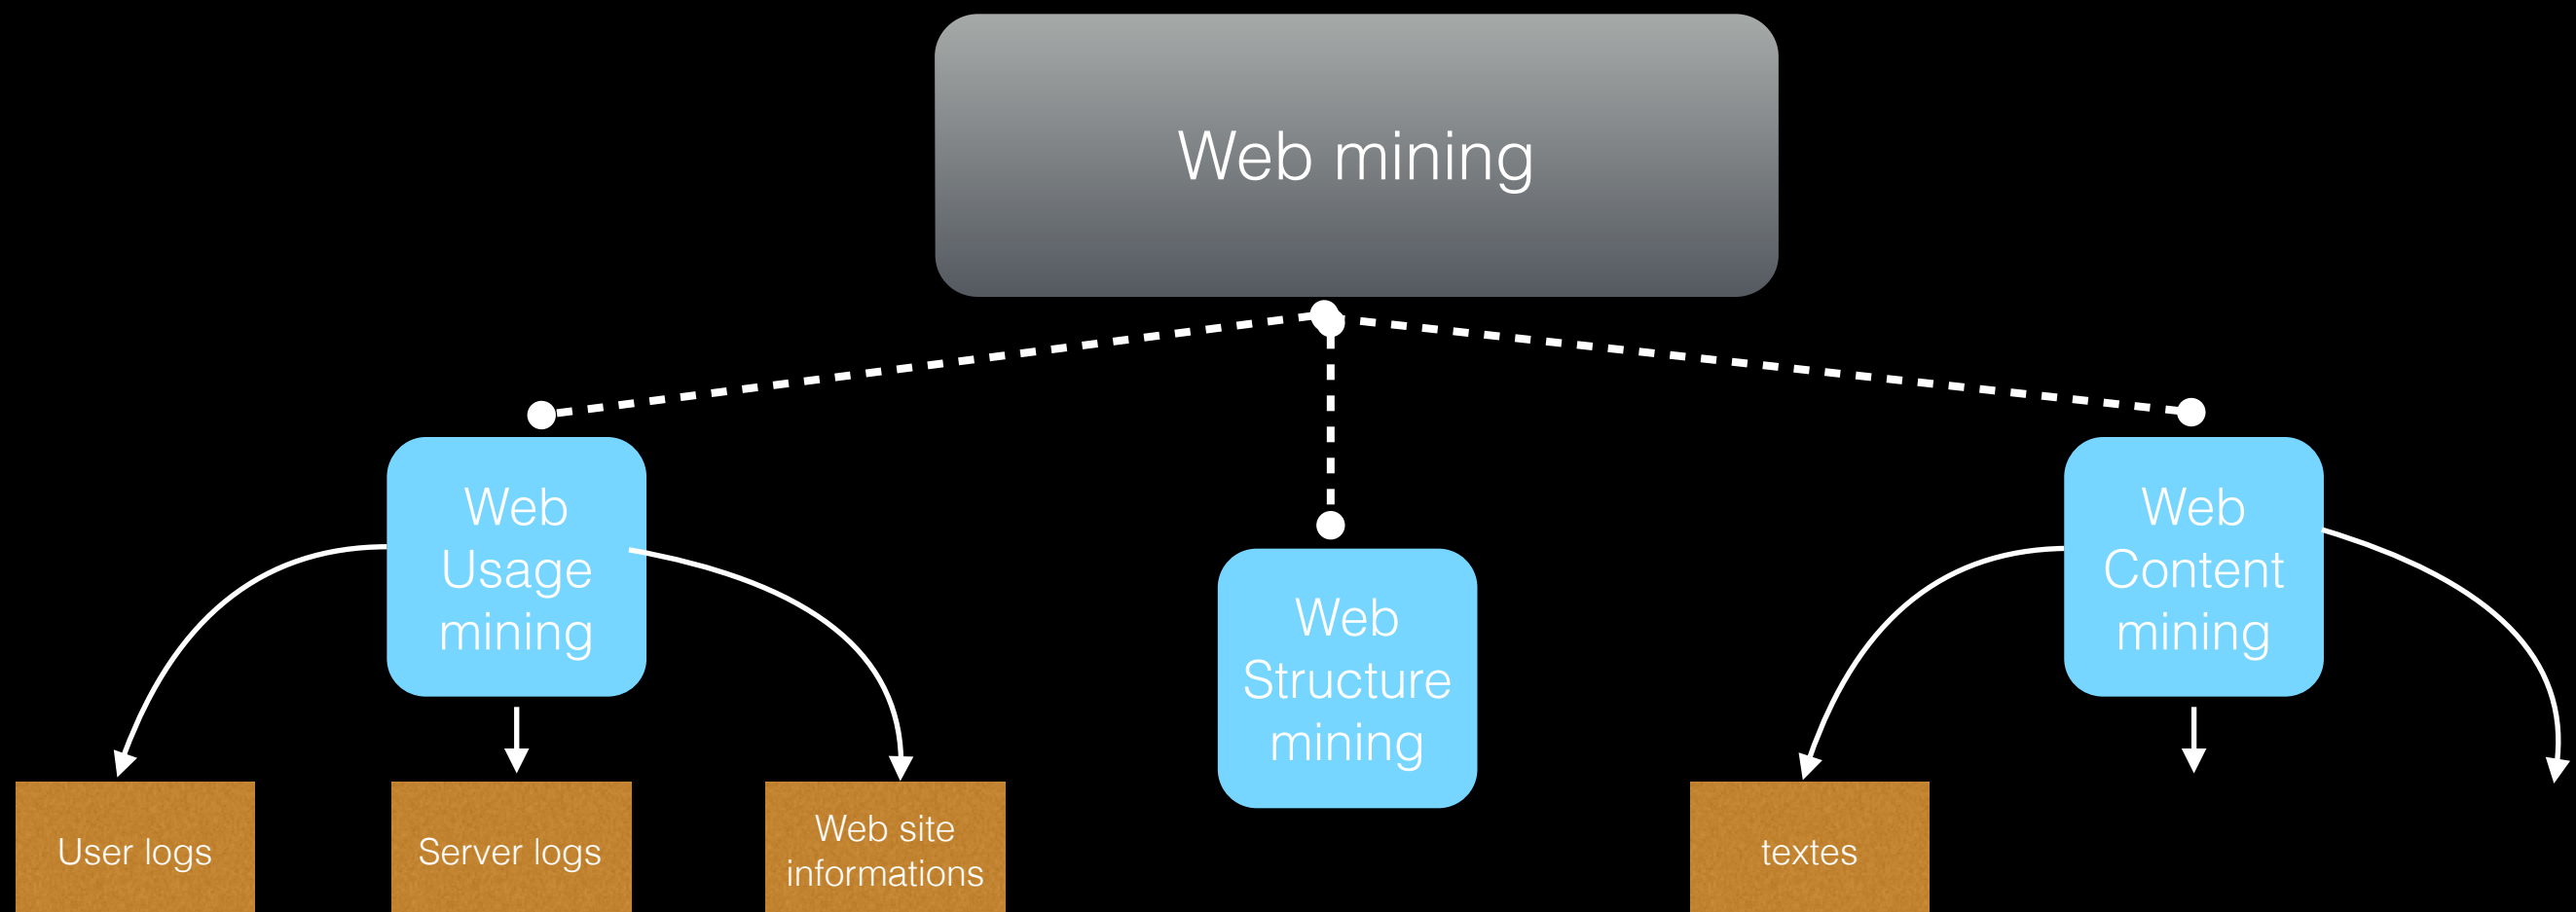 Web mining
Web
Usage
mining
Web
Structure
mining
Web
Content
mining
User logs
Server logs
Web site
informations
textes